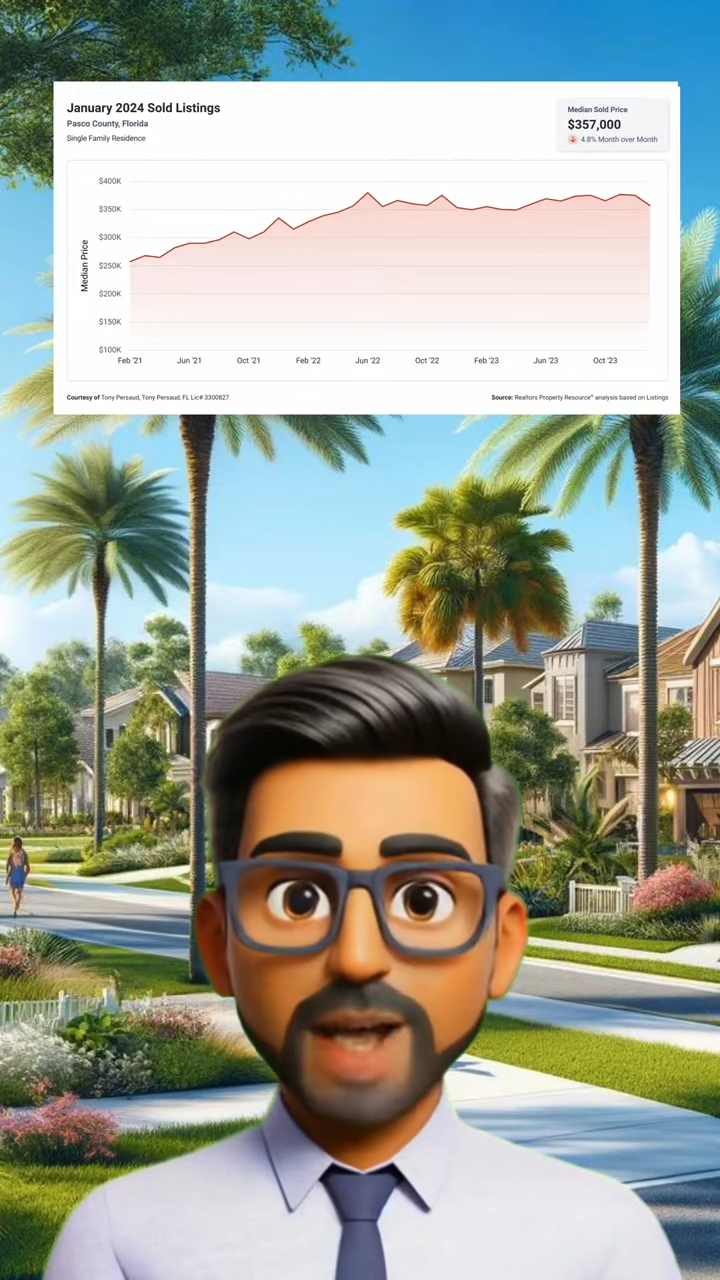 January 2024 Sold Listings
Pasco County, Florida
Single Family Residence
Median Sold Price
$357,000
4.8% Month over Month
Median Price
$400K
$350K
$300K
$250K
$200K
$150K
$100K
Feb '21 Jun '21 Oct '21 Feb '22 Jun '22 Oct '22 Feb '23 Jun '23 Oct '23
Courtesy of Tony Persaud, Tony Persaud, FL Lic# 3300827
Source: Realtors Property Resource® analysis based on Listings